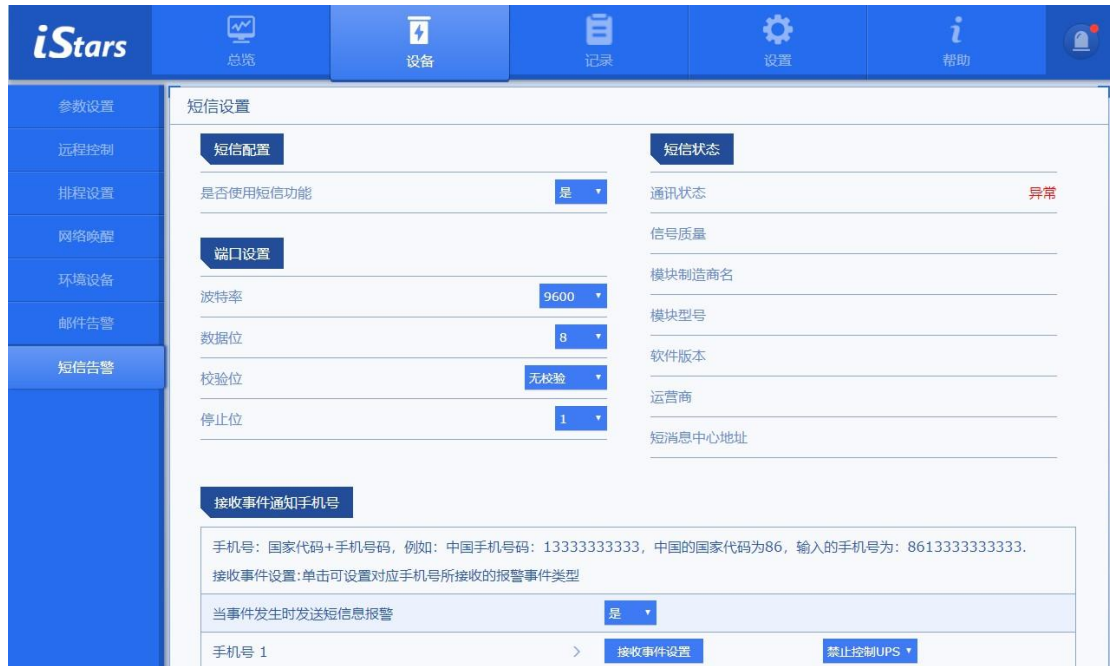 iStars
总览
设备
记录
设置
帮助
参数设置
远程控制
排程设置
网络唤醒
环境设备
邮件告警
短信告警
短信设置
短信配置
是否使用短信功能 是
端口设置
波特率 9600
数据位 8
校验位 无校验
停止位 1
短信状态
通讯状态 异常
信号质量
模块制造商名
模块型号
软件版本
运营商
短消息中心地址
接收事件通知手机号
手机号：国家代码+手机号码，例如：中国手机号码：13333333333，中国的国家代码为86，输入的手机号为：8613333333333.
接收事件设置:单击可设置对应手机号所接收的报警事件类型
当事件发生时发送短信息报警 是
手机号 1 > 接收事件设置 禁止控制UPS